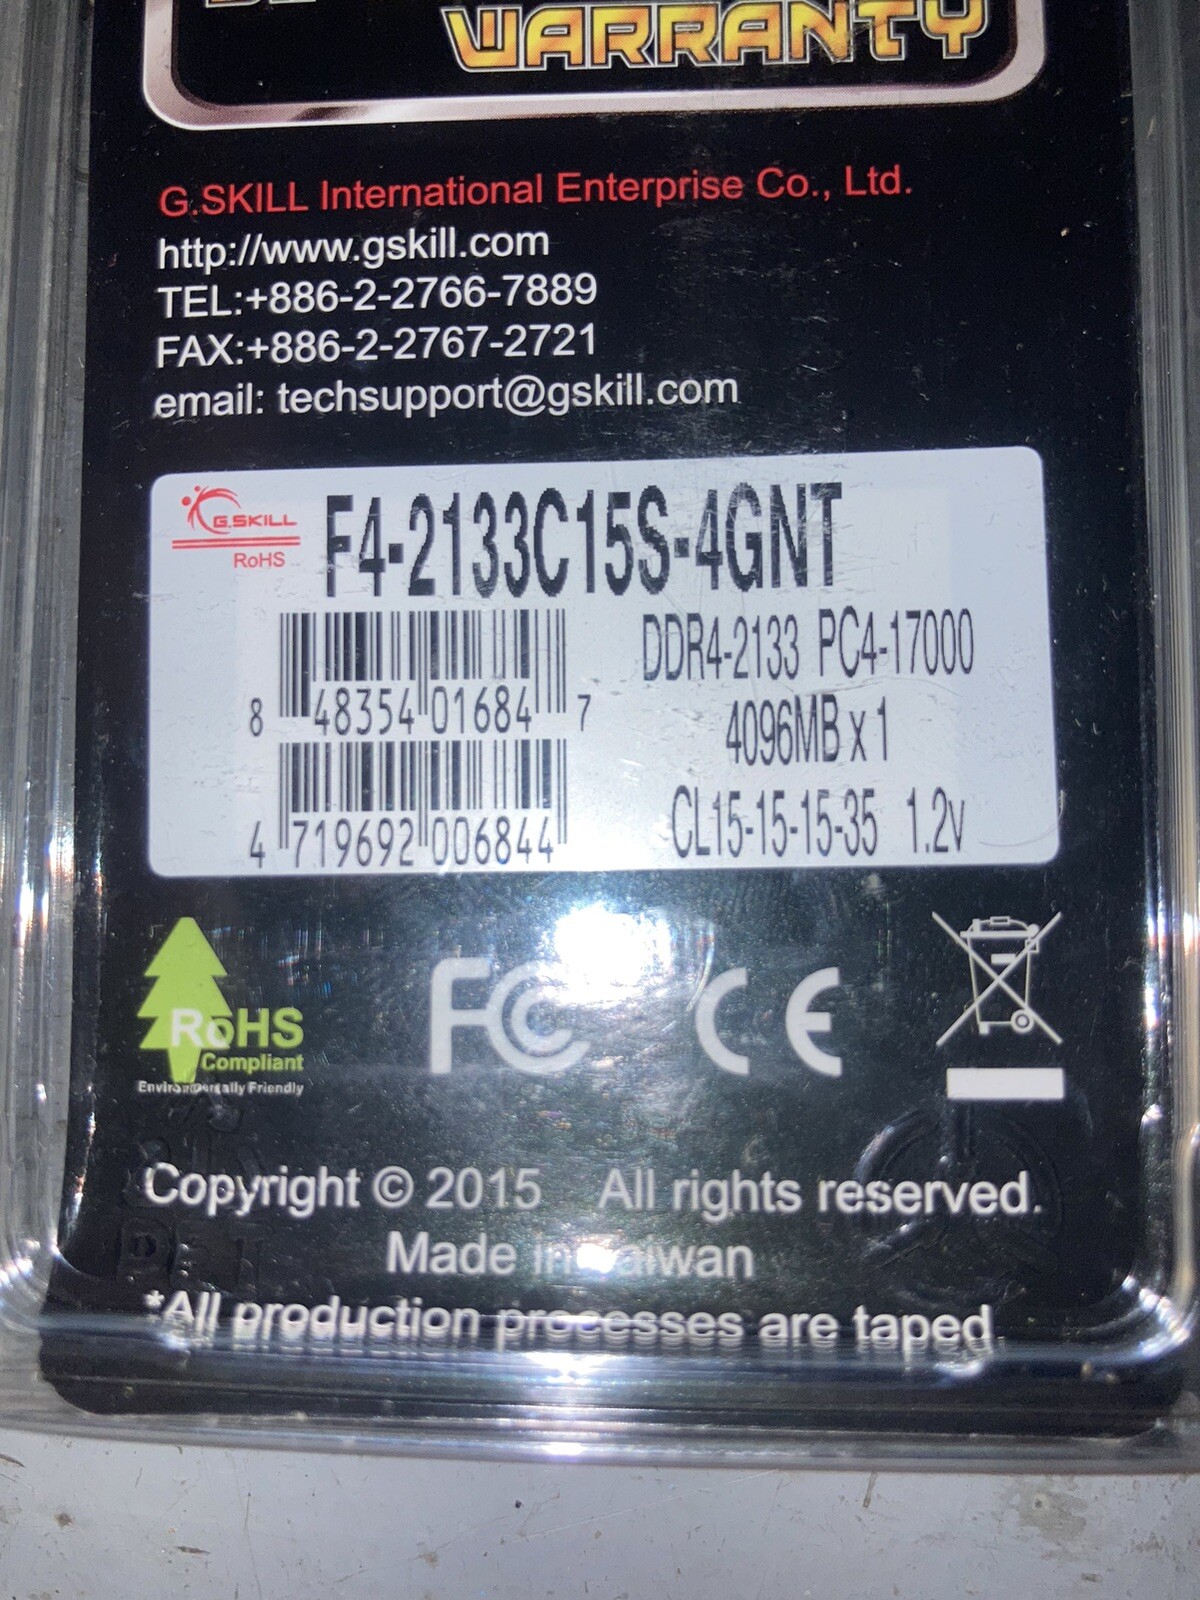 WARRANTY
G.SKILL International Enterprise Co., Ltd.
http://www.gskill.com
TEL:+886-2-2766-7889
FAX:+886-2-2767-2721
email: techsupport@gskill.com
G.SKILL
RoHS
F4-2133C15S-4GNT
8 48354 01684 7
DDR4-2133 PC4-17000
4096MB x 1
4 719692 006844
CL15-15-15-35 1.2v
RoHS
Compliant
Environmentally Friendly
FC CE
Copyright © 2015 All rights reserved.
Made in Taiwan
*All production processes are taped.